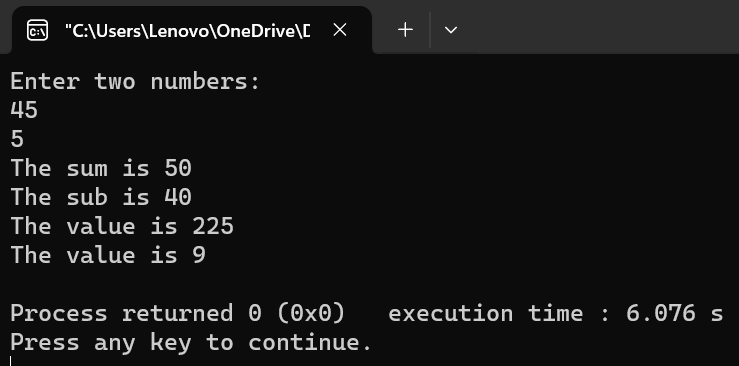 "C:\Users\Lenovo\OneDrive\D
Enter two numbers:
45
5
The sum is 50
The sub is 40
The value is 225
The value is 9
Process returned 0 (0x0)   execution time : 6.076 s
Press any key to continue.